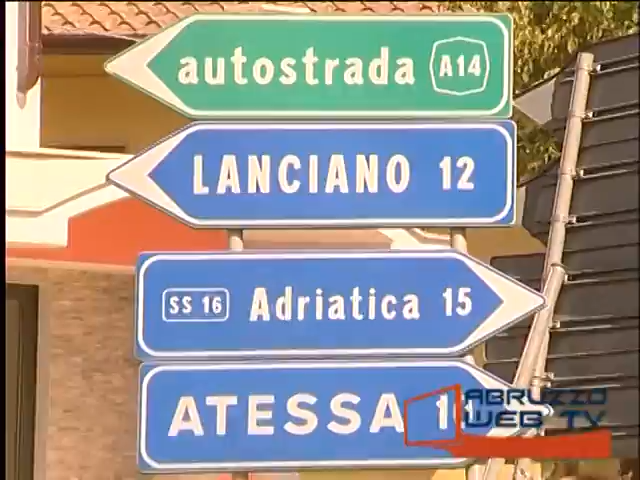 autostrada A14
LANCIANO 12
SS 16 Adriatica 15
ATESSA
ABRUZZO
WEB TV